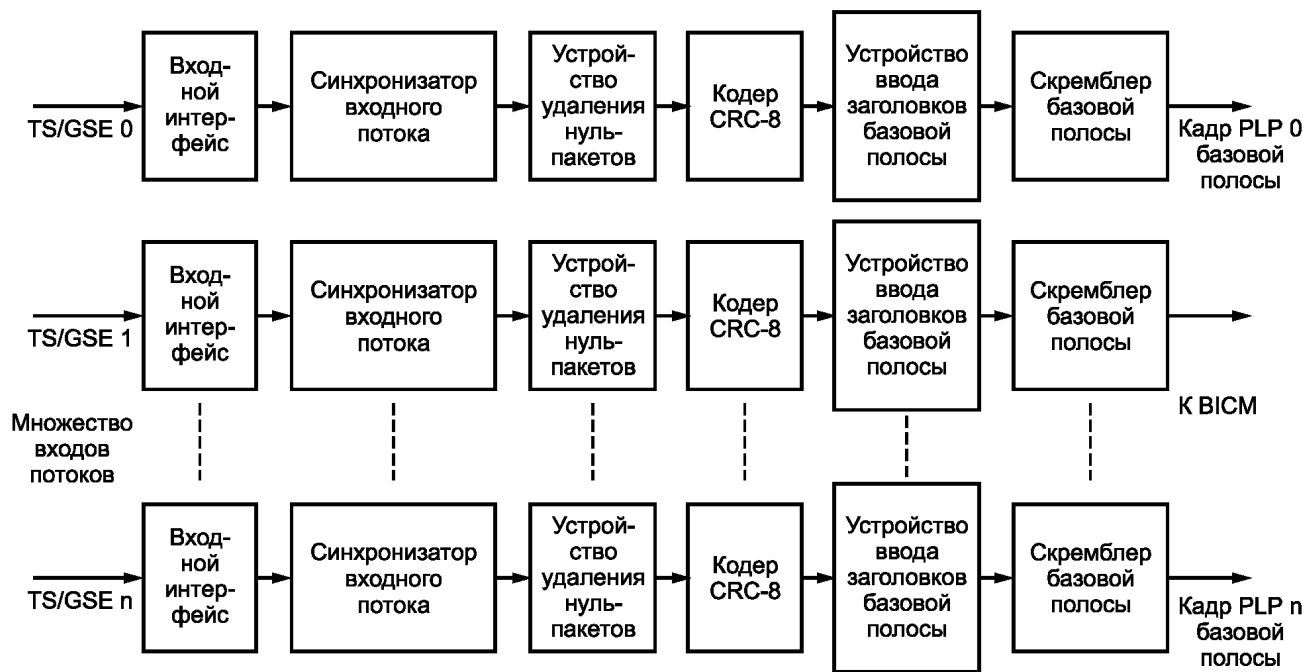 TS/GSE 0
Вход-
ной
интер-
фейс
Синхронизатор
входного
потока
Устрой-
ство
удаления
нуль-
пакетов
Кодер
CRC-8
Устройство
ввода
заголовков
базовой
полосы
Скремблер
базовой
полосы
Кадр PLP 0
базовой
полосы
TS/GSE 1
Вход-
ной
интер-
фейс
Синхронизатор
входного
потока
Устрой-
ство
удаления
нуль-
пакетов
Кодер
CRC-8
Устройство
ввода
заголовков
базовой
полосы
Скремблер
базовой
полосы
К BICM
Множество
входов
потоков
TS/GSE n
Вход-
ной
интер-
фейс
Синхронизатор
входного
потока
Устрой-
ство
удаления
нуль-
пакетов
Кодер
CRC-8
Устройство
ввода
заголовков
базовой
полосы
Скремблер
базовой
полосы
Кадр PLP n
базовой
полосы